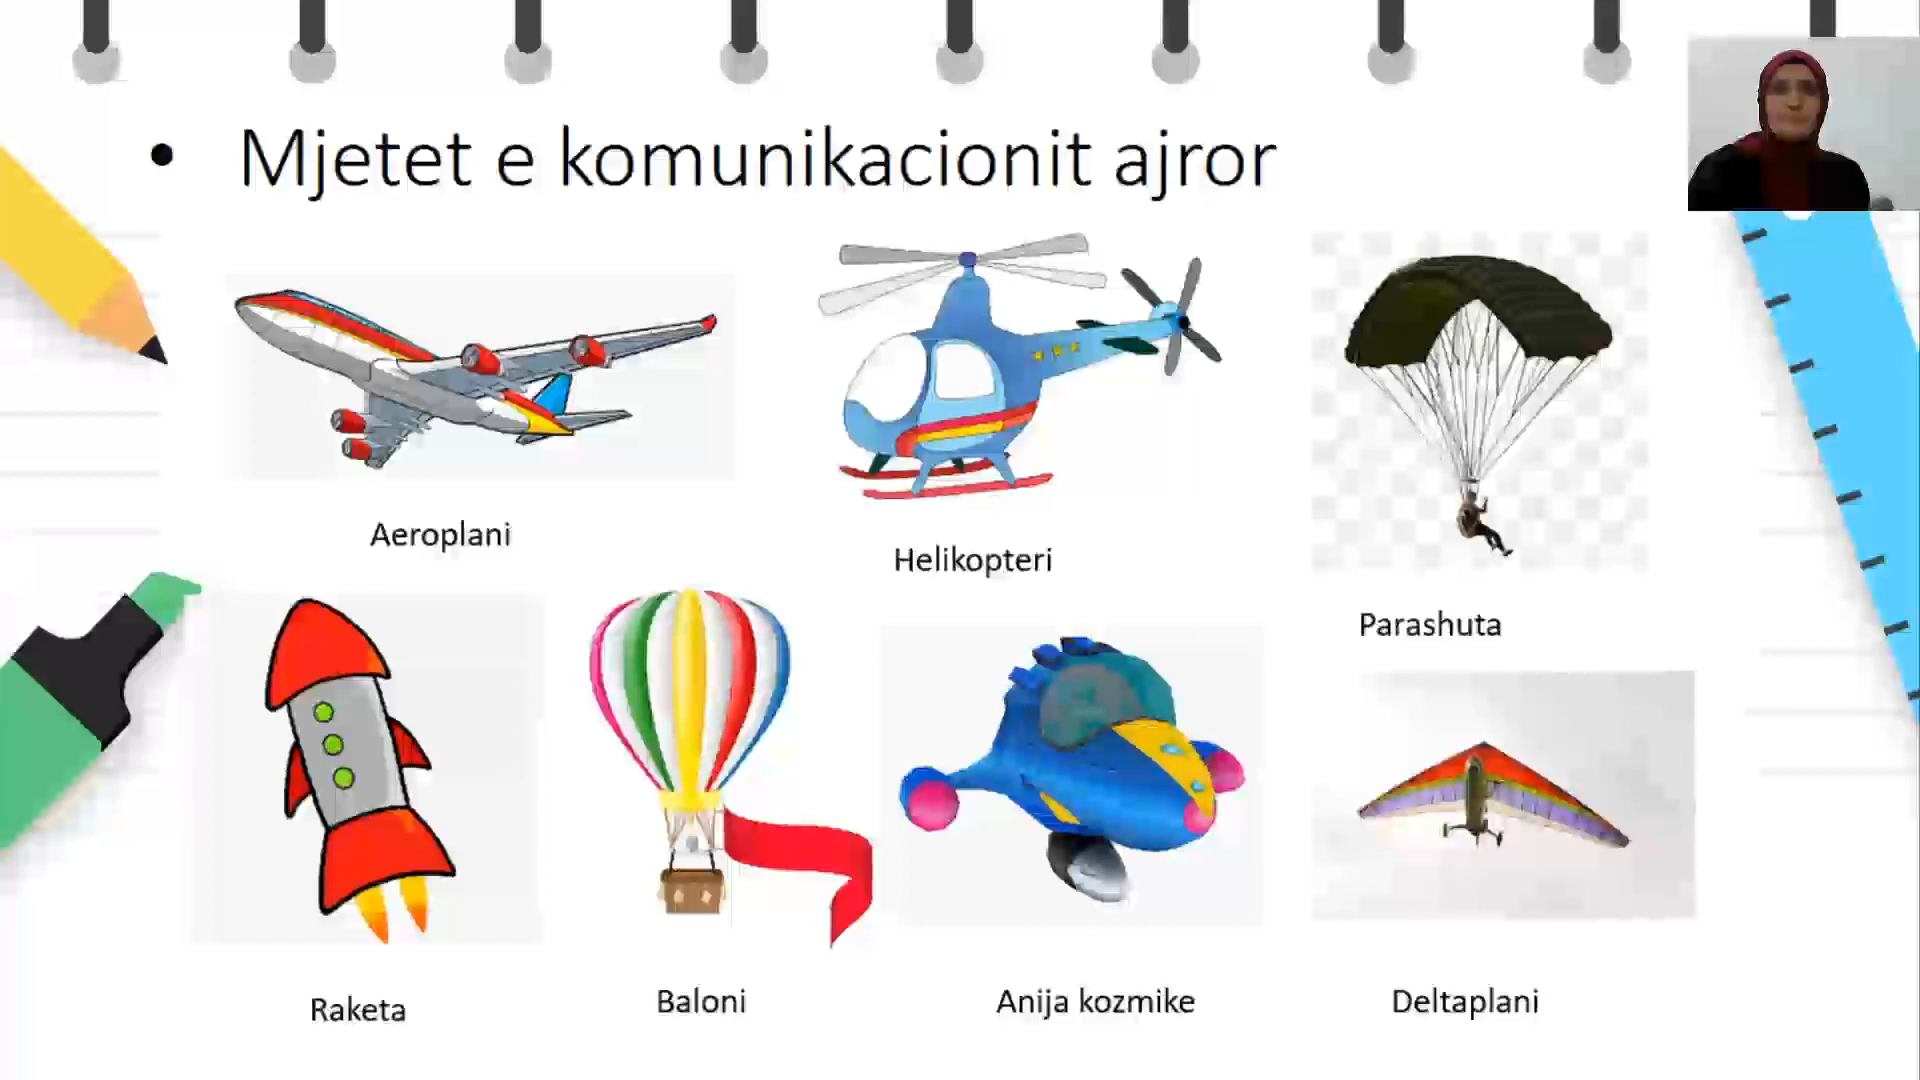 • Mjetet e komunikacionit ajror
Aeroplani
Helikopteri
Parashuta
Raketa
Baloni
Anija kozmike
Deltaplani